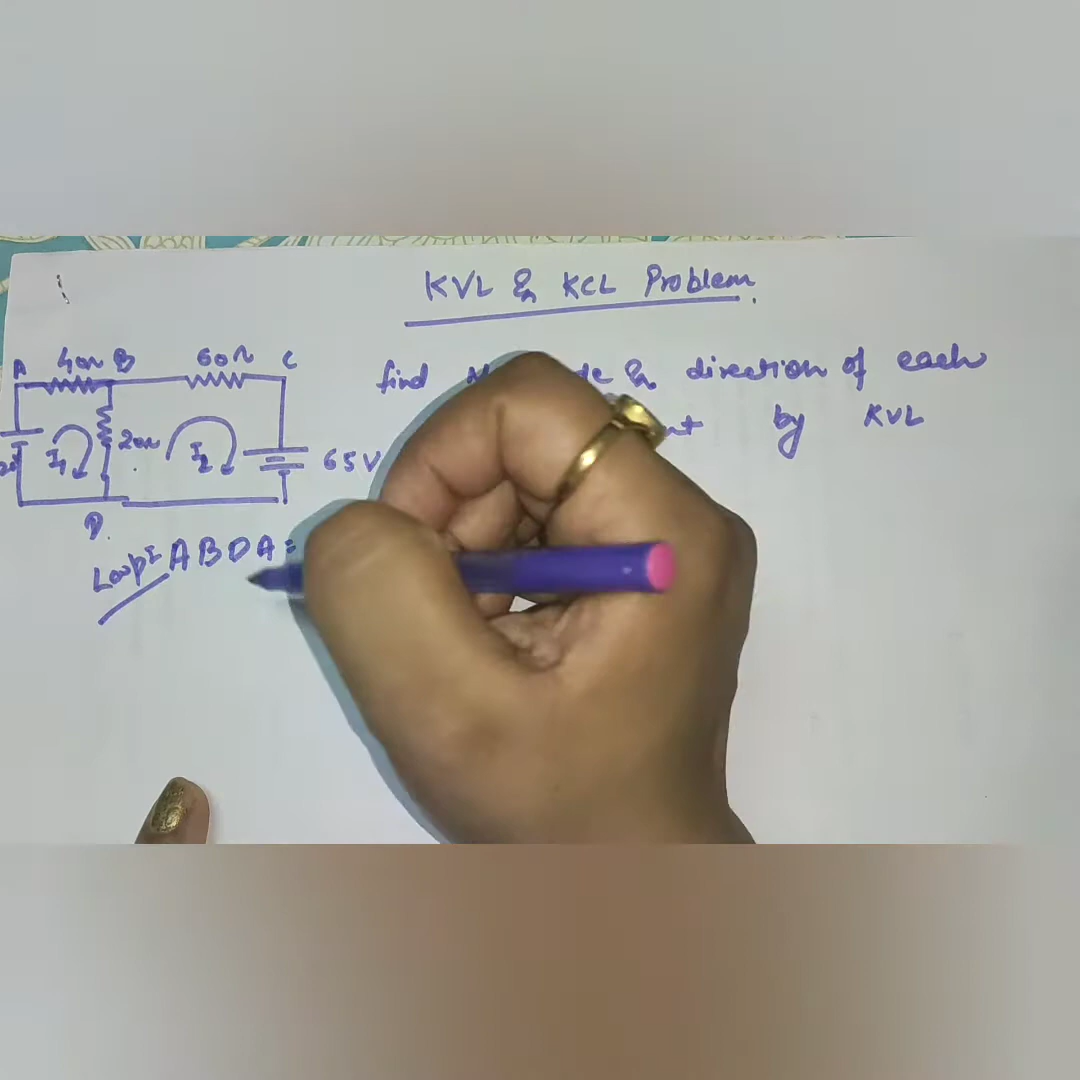 KVL & KCL Problem.
A 40Ω B 60Ω C
find & direction of each
by KVL
I1 20Ω I2 65V
D.
Loop I ABDA: